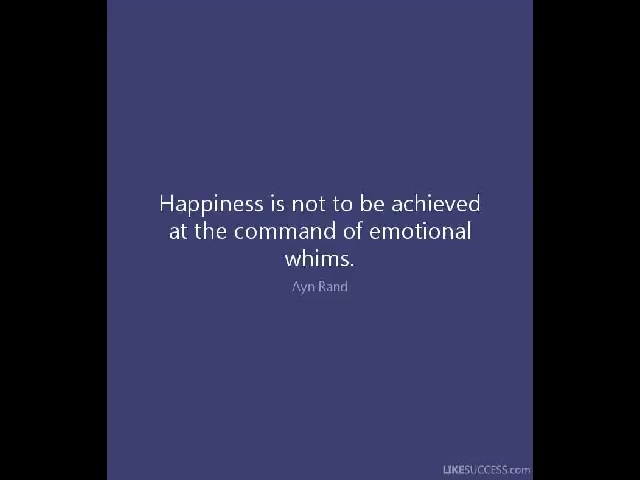 Happiness is not to be achieved
at the command of emotional
whims.
Ayn Rand
LIKESUCCESS.com